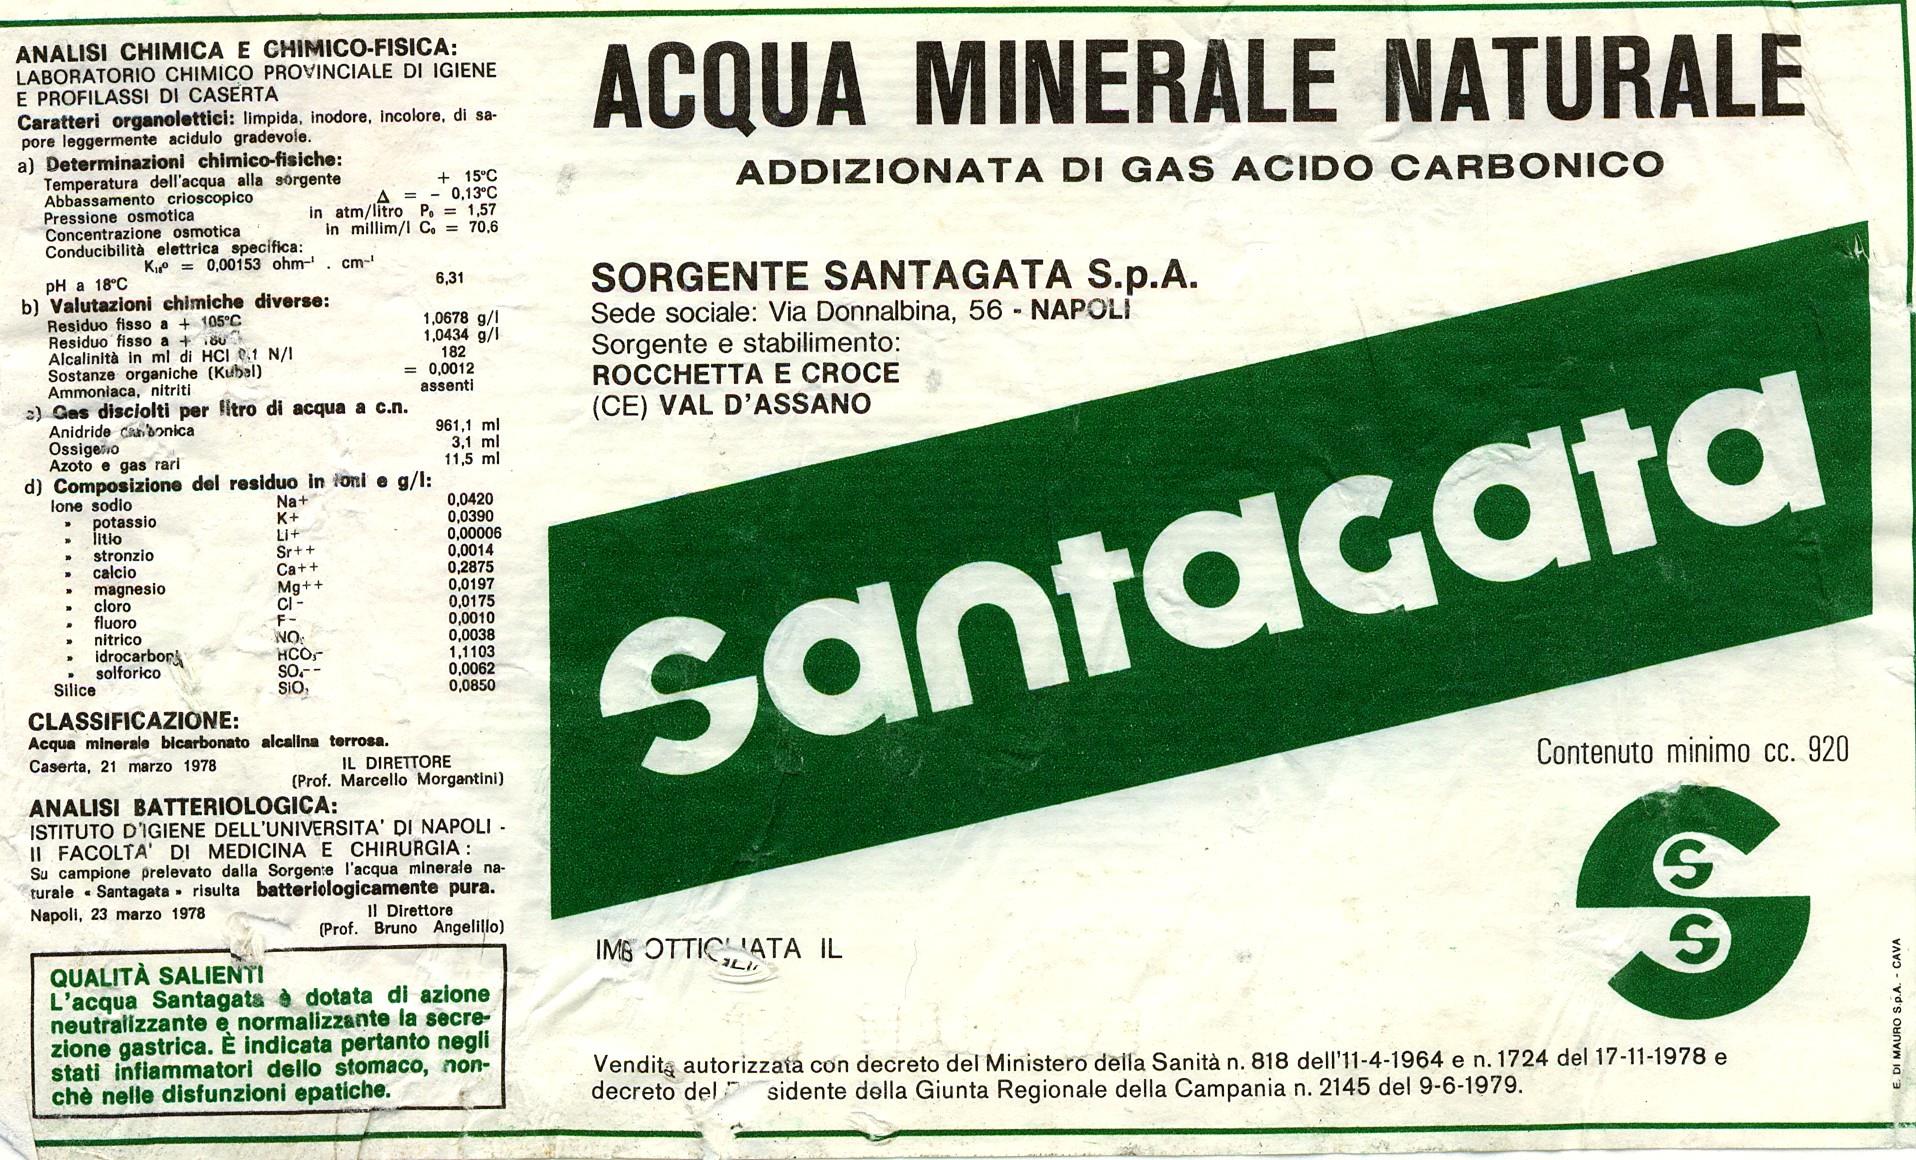 ANALISI CHIMICA E CHIMICO-FISICA:
LABORATORIO CHIMICO PROVINCIALE DI IGIENE
E PROFILASSI DI CASERTA
Caratteri organolettici: limpida, inodore, incolore, di sa-
pore leggermente acidulo gradevole.
a) Determinazioni chimico-fisiche:
Temperatura dell'acqua alla sorgente + 15°C
Abbassamento crioscopico Δ = - 0,13°C
Pressione osmotica in atm/litro P₀ = 1,57
Concentrazione osmotica in millim/l C₀ = 70,6
Conducibilità elettrica specifica:
K₁₈° = 0,00153 ohm⁻¹ . cm⁻¹
pH a 18°C 6,31
b) Valutazioni chimiche diverse:
Residuo fisso a + 105°C 1,0678 g/l
Residuo fisso a + 180°C 1,0434 g/l
Alcalinità in ml di HCl 0,1 N/l 182
Sostanze organiche (Kubel) = 0,0012
Ammoniaca, nitriti assenti
c) Gas disciolti per litro di acqua a c.n.
Anidride carbonica 961,1 ml
Ossigeno 3,1 ml
Azoto e gas rari 11,5 ml
d) Composizione del residuo in ioni e g/l:
Ione sodio Na+ 0,0420
» potassio K+ 0,0390
» litio Li+ 0,00006
» stronzio Sr++ 0,0014
» calcio Ca++ 0,2875
» magnesio Mg++ 0,0197
» cloro Cl- 0,0175
» fluoro F- 0,0010
» nitrico NO₃ 0,0038
» idrocarboni HCO₃- 1,1103
» solforico SO₄-- 0,0062
Silice SiO₂ 0,0850
CLASSIFICAZIONE:
Acqua minerale bicarbonato alcalina terrosa.
Caserta, 21 marzo 1978 IL DIRETTORE
(Prof. Marcello Morgantini)
ANALISI BATTERIOLOGICA:
ISTITUTO D'IGIENE DELL'UNIVERSITA' DI NAPOLI -
II FACOLTA' DI MEDICINA E CHIRURGIA :
Su campione prelevato dalla Sorgente l'acqua minerale na-
turale « Santagata » risulta batteriologicamente pura.
Napoli, 23 marzo 1978 Il Direttore
(Prof. Bruno Angelillo)
QUALITÀ SALIENTI
L'acqua Santagata è dotata di azione
neutralizzante e normalizzante la secre-
zione gastrica. È indicata pertanto negli
stati infiammatori dello stomaco, non-
chè nelle disfunzioni epatiche.
ACQUA MINERALE NATURALE
ADDIZIONATA DI GAS ACIDO CARBONICO
SORGENTE SANTAGATA S.p.A.
Sede sociale: Via Donnalbina, 56 - NAPOLI
Sorgente e stabilimento:
ROCCHETTA E CROCE
(CE) VAL D'ASSANO
Santagata
Contenuto minimo cc. 920
S
S
IMBOTTIGLIATA IL
Vendita autorizzata con decreto del Ministero della Sanità n. 818 dell'11-4-1964 e n. 1724 del 17-11-1978 e
decreto del sidente della Giunta Regionale della Campania n. 2145 del 9-6-1979.
E. DI MAURO S.p.A. - CAVA